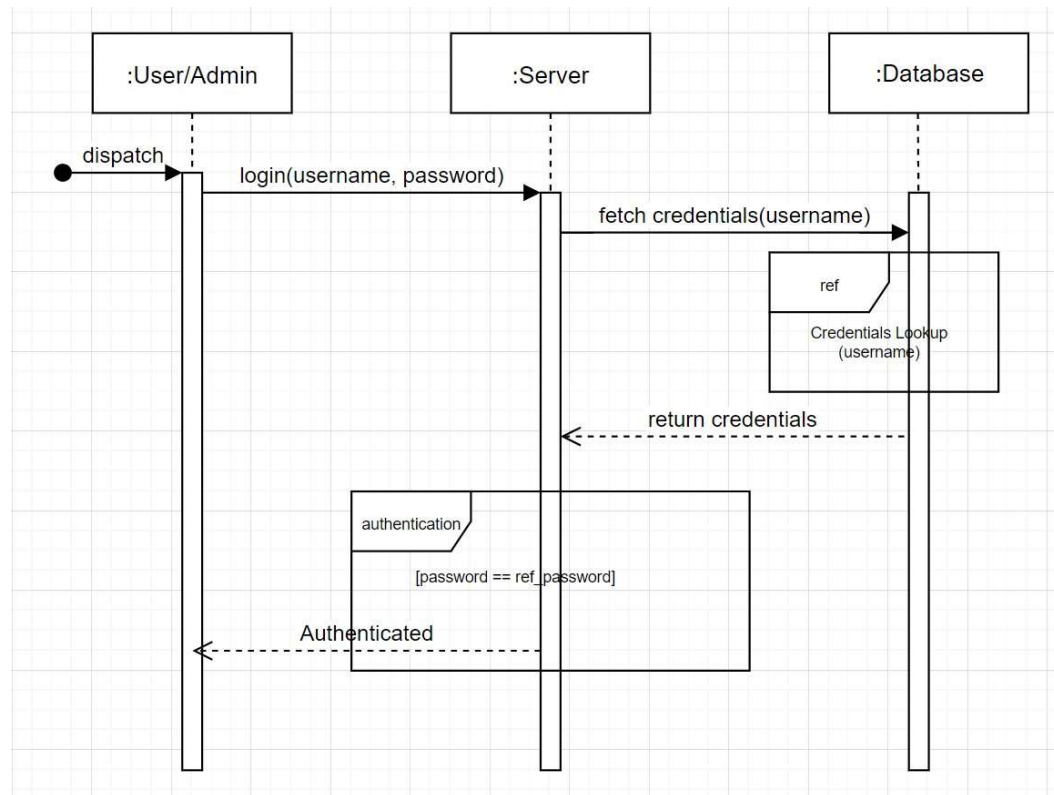 :User/Admin
:Server
:Database
dispatch
login(username, password)
fetch credentials(username)
ref
Credentials Lookup
(username)
return credentials
authentication
[password == ref_password]
Authenticated